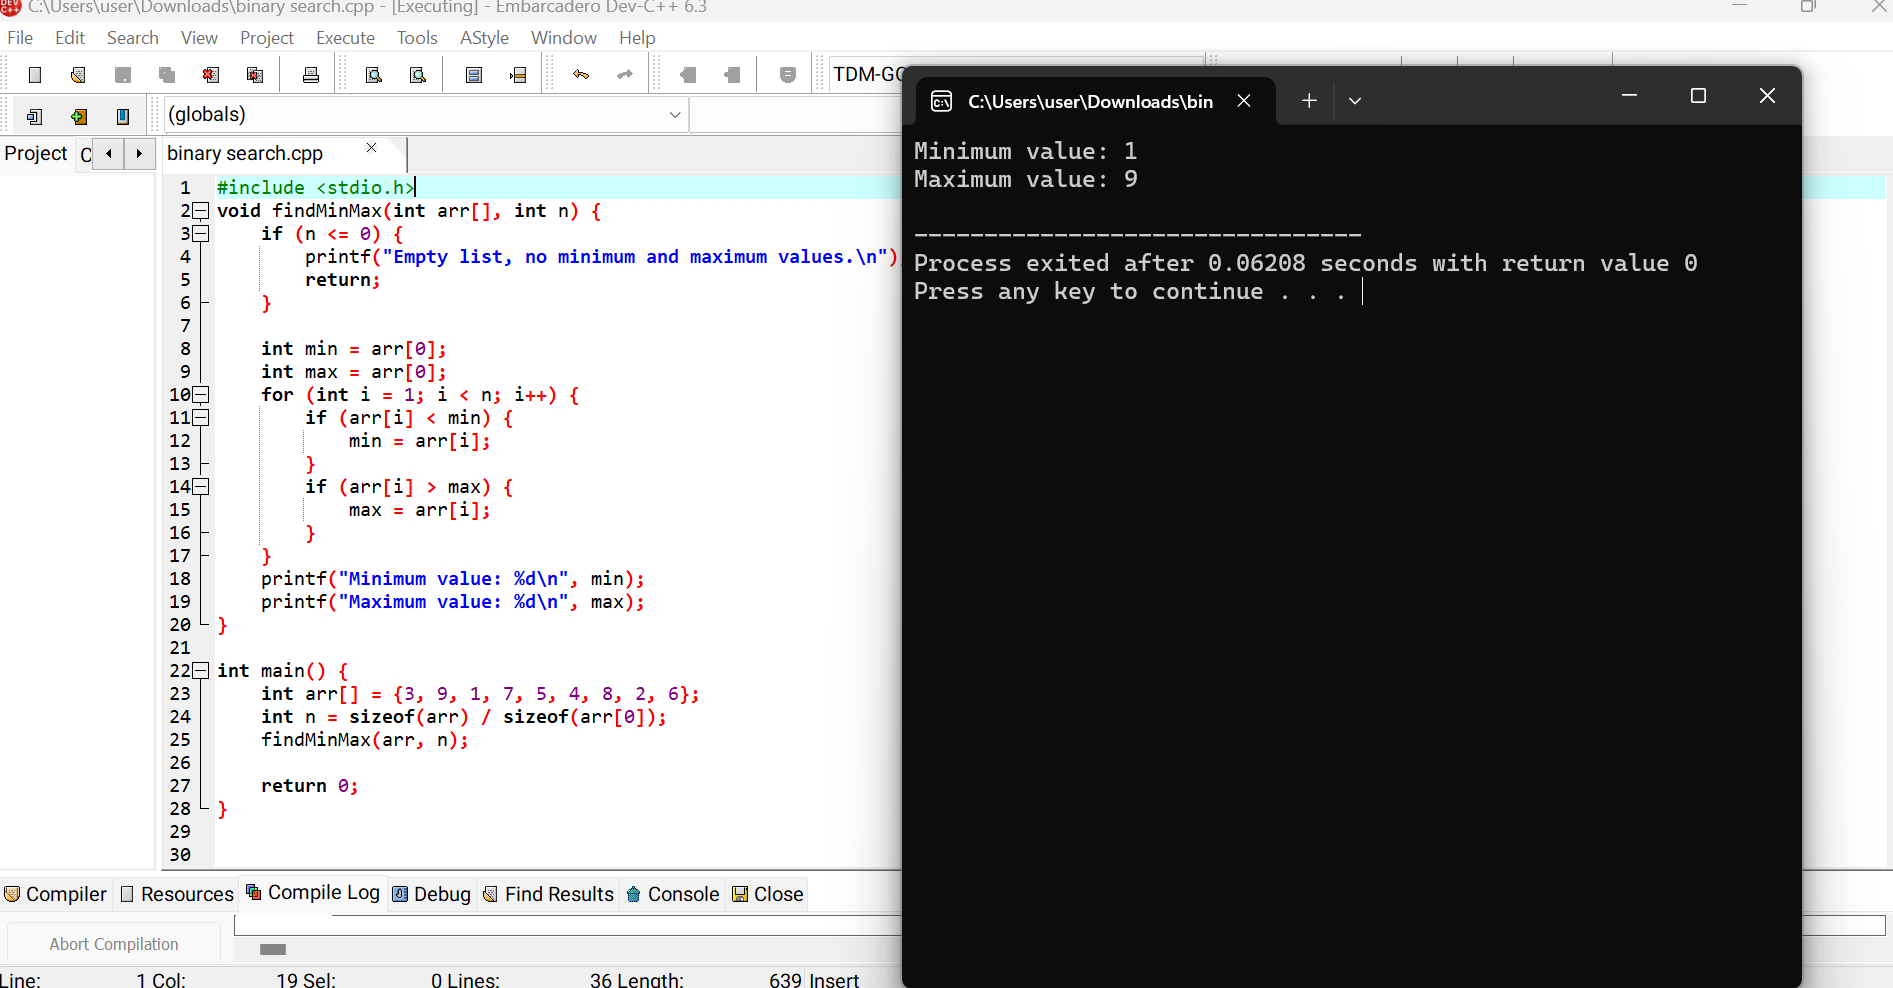 C:\Users\user\Downloads\binary search.cpp - [Executing] - Embarcadero Dev-C++ 6.3
File Edit Search View Project Execute Tools AStyle Window Help
TDM-GC
(globals)
Project C
binary search.cpp
1 #include <stdio.h>
2 void findMinMax(int arr[], int n) {
3 if (n <= 0) {
4 printf("Empty list, no minimum and maximum values.\n")
5 return;
6 }
7
8 int min = arr[0];
9 int max = arr[0];
10 for (int i = 1; i < n; i++) {
11 if (arr[i] < min) {
12 min = arr[i];
13 }
14 if (arr[i] > max) {
15 max = arr[i];
16 }
17 }
18 printf("Minimum value: %d\n", min);
19 printf("Maximum value: %d\n", max);
20 }
21
22 int main() {
23 int arr[] = {3, 9, 1, 7, 5, 4, 8, 2, 6};
24 int n = sizeof(arr) / sizeof(arr[0]);
25 findMinMax(arr, n);
26
27 return 0;
28 }
29
30
C:\Users\user\Downloads\bin
Minimum value: 1
Maximum value: 9
--------------------------------
Process exited after 0.06208 seconds with return value 0
Press any key to continue . . .
Compiler Resources Compile Log Debug Find Results Console Close
Abort Compilation
Line: 1 Col: 19 Sel: 0 Lines: 36 Length: 639 Insert